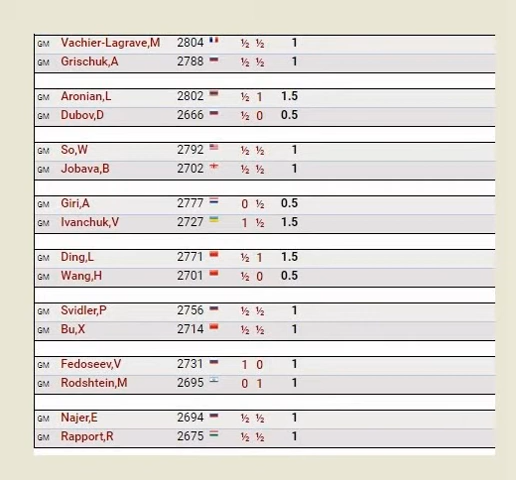 GM Vachier-Lagrave,M 2804 ½ ½ 1
GM Grischuk,A 2788 ½ ½ 1
GM Aronian,L 2802 ½ 1 1.5
GM Dubov,D 2666 ½ 0 0.5
GM So,W 2792 ½ ½ 1
GM Jobava,B 2702 ½ ½ 1
GM Giri,A 2777 0 ½ 0.5
GM Ivanchuk,V 2727 1 ½ 1.5
GM Ding,L 2771 ½ 1 1.5
GM Wang,H 2701 ½ 0 0.5
GM Svidler,P 2756 ½ ½ 1
GM Bu,X 2714 ½ ½ 1
GM Fedoseev,V 2731 1 0 1
GM Rodshtein,M 2695 0 1 1
GM Najer,E 2694 ½ ½ 1
GM Rapport,R 2675 ½ ½ 1